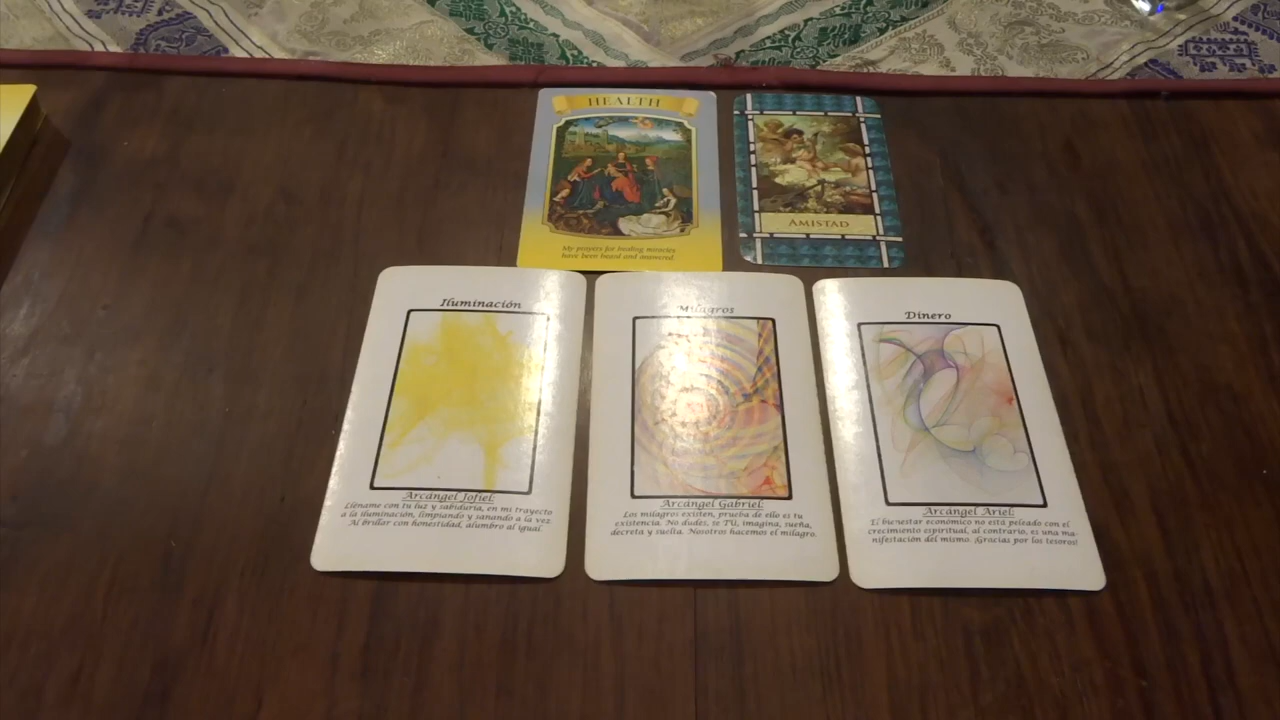 HEALTH
My prayers for healing miracles
have been heard and answered.
AMISTAD
Iluminación
Arcángel Jofiel:
Lléname con tu luz y sabiduría, en mi trayecto
a la iluminación, limpiando y sanando a la vez.
Al brillar con honestidad, alumbro al igual.
Milagros
Arcángel Gabriel:
Los milagros existen, prueba de ello es tu
existencia. No dudes, se TÚ, imagina, sueña,
decreta y suelta. Nosotros hacemos el milagro.
Dinero
Arcángel Ariel:
El bienestar económico no está peleado con el
crecimiento espiritual, al contrario, es una ma-
nifestación del mismo. ¡Gracias por los tesoros!